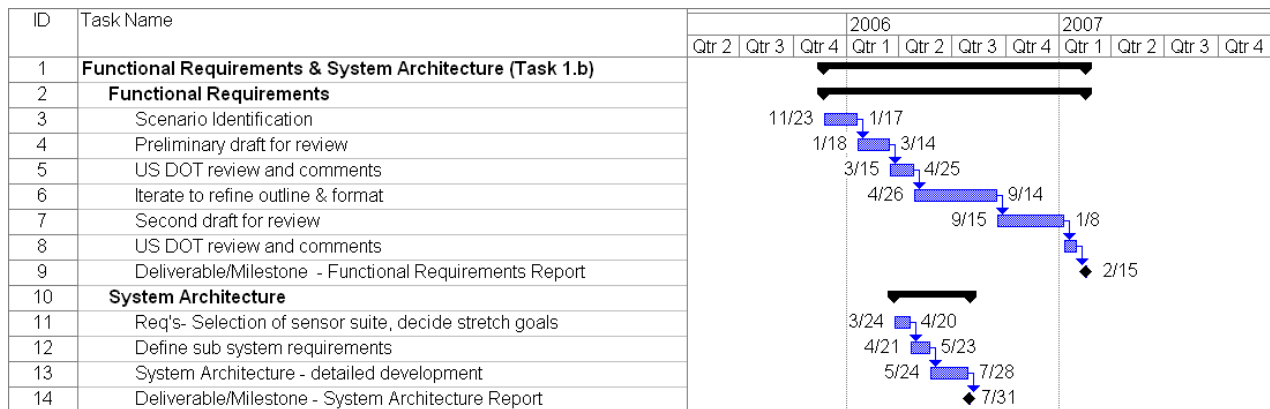 ID Task Name 2006 2007
Qtr 2 Qtr 3 Qtr 4 Qtr 1 Qtr 2 Qtr 3 Qtr 4 Qtr 1 Qtr 2 Qtr 3 Qtr 4
1 Functional Requirements & System Architecture (Task 1.b)
2 Functional Requirements
3 Scenario Identification 11/23 1/17
4 Preliminary draft for review 1/18 3/14
5 US DOT review and comments 3/15 4/25
6 Iterate to refine outline & format 4/26 9/14
7 Second draft for review 9/15 1/8
8 US DOT review and comments
9 Deliverable/Milestone - Functional Requirements Report 2/15
10 System Architecture
11 Req's- Selection of sensor suite, decide stretch goals 3/24 4/20
12 Define sub system requirements 4/21 5/23
13 System Architecture - detailed development 5/24 7/28
14 Deliverable/Milestone - System Architecture Report 7/31